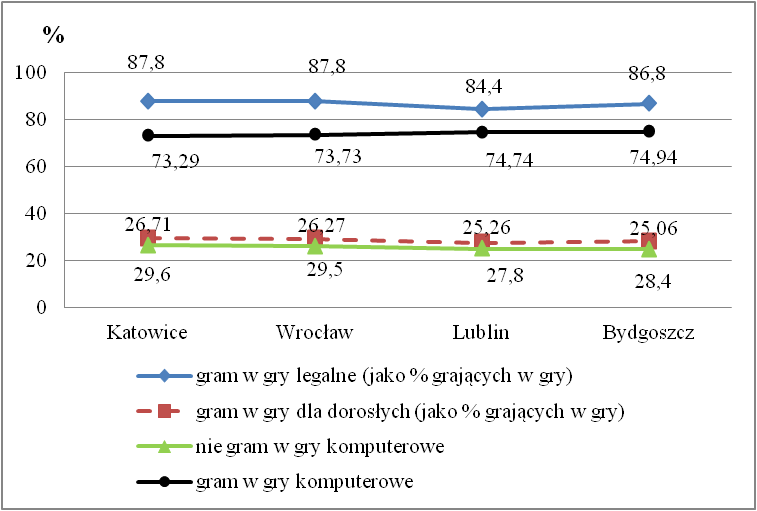 %
87,8 87,8 84,4 86,8
100
80
73,29 73,73 74,74 74,94
60
40
26,71 26,27 25,26 25,06
20
29,6 29,5 27,8 28,4
0
Katowice Wrocław Lublin Bydgoszcz
gram w gry legalne (jako % grających w gry)
gram w gry dla dorosłych (jako % grających w gry)
nie gram w gry komputerowe
gram w gry komputerowe